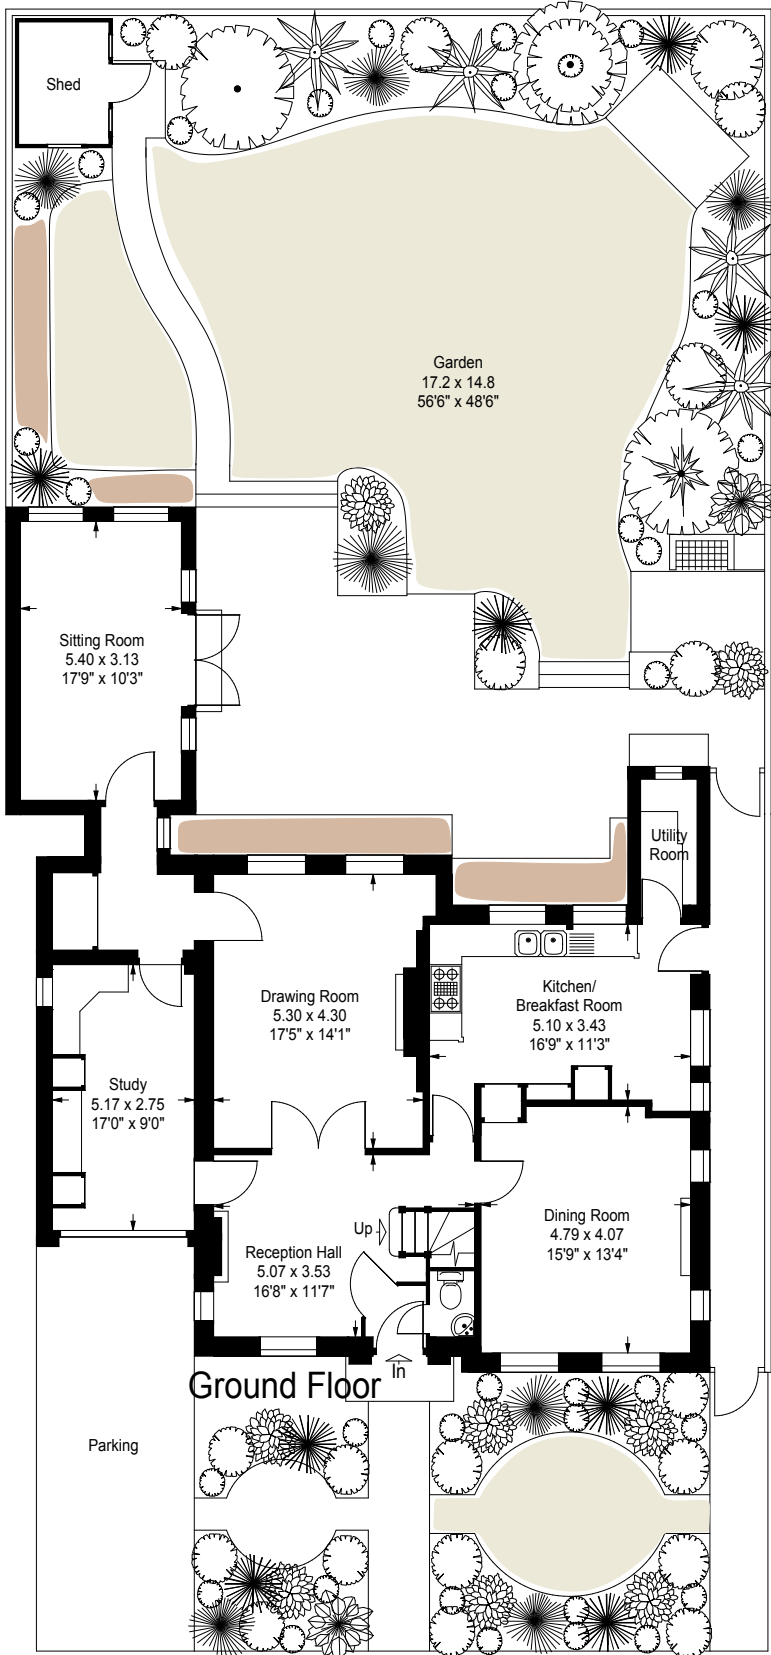 Shed
Garden
17.2 x 14.8
56'6" x 48'6"
Sitting Room
5.40 x 3.13
17'9" x 10'3"
Utility
Room
Kitchen/
Breakfast Room
5.10 x 3.43
16'9" x 11'3"
Drawing Room
5.30 x 4.30
17'5" x 14'1"
Study
5.17 x 2.75
17'0" x 9'0"
Dining Room
4.79 x 4.07
15'9" x 13'4"
Up
Reception Hall
5.07 x 3.53
16'8" x 11'7"
In
Ground Floor
Parking